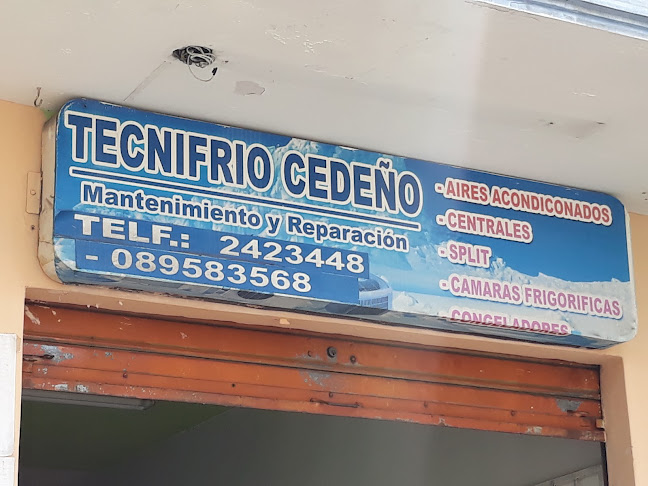 TECNIFRIO CEDEÑO
Mantenimiento y Reparación
TELF.: 2423448
- 089583568
-AIRES ACONDICONADOS
-CENTRALES
-SPLIT
-CAMARAS FRIGORIFICAS
-CONGELADORES